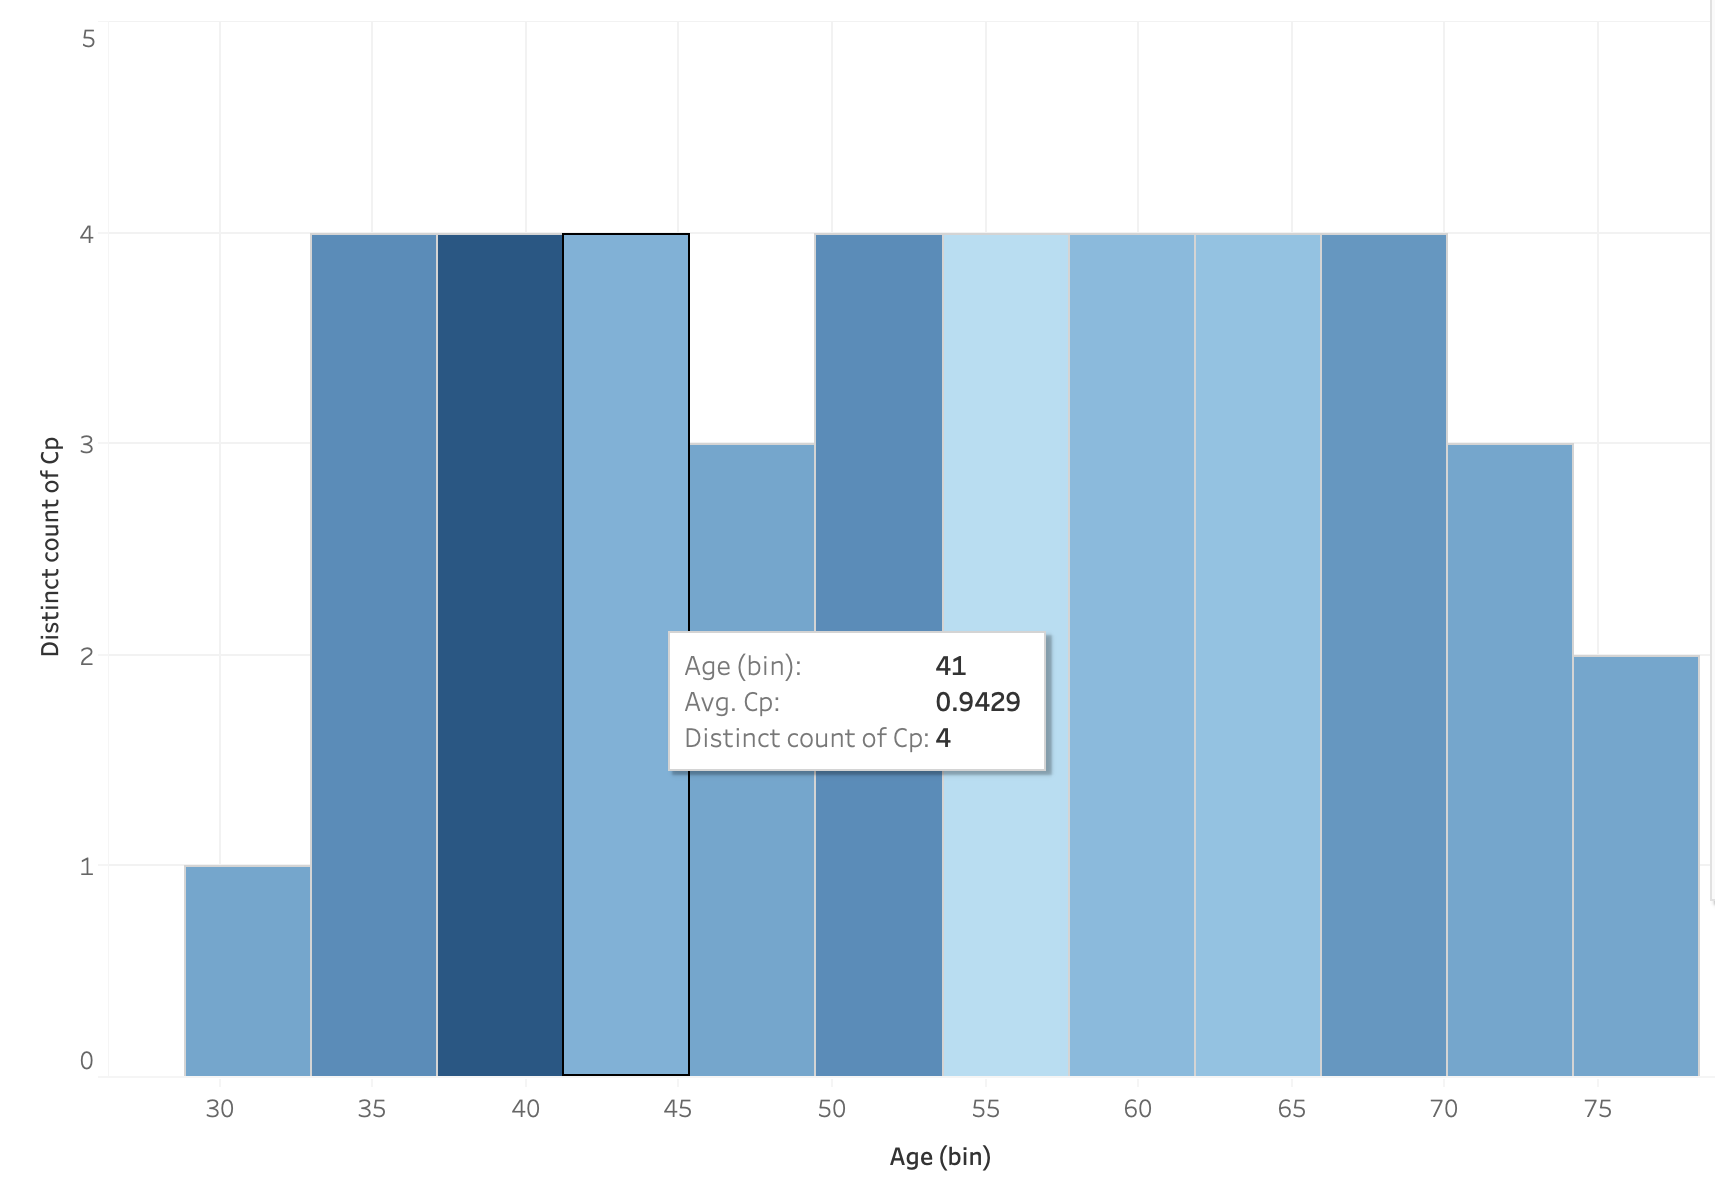 5
4
3
2
1
0
Distinct count of Cp
Age (bin): 41
Avg. Cp: 0.9429
Distinct count of Cp: 4
30 35 40 45 50 55 60 65 70 75
Age (bin)